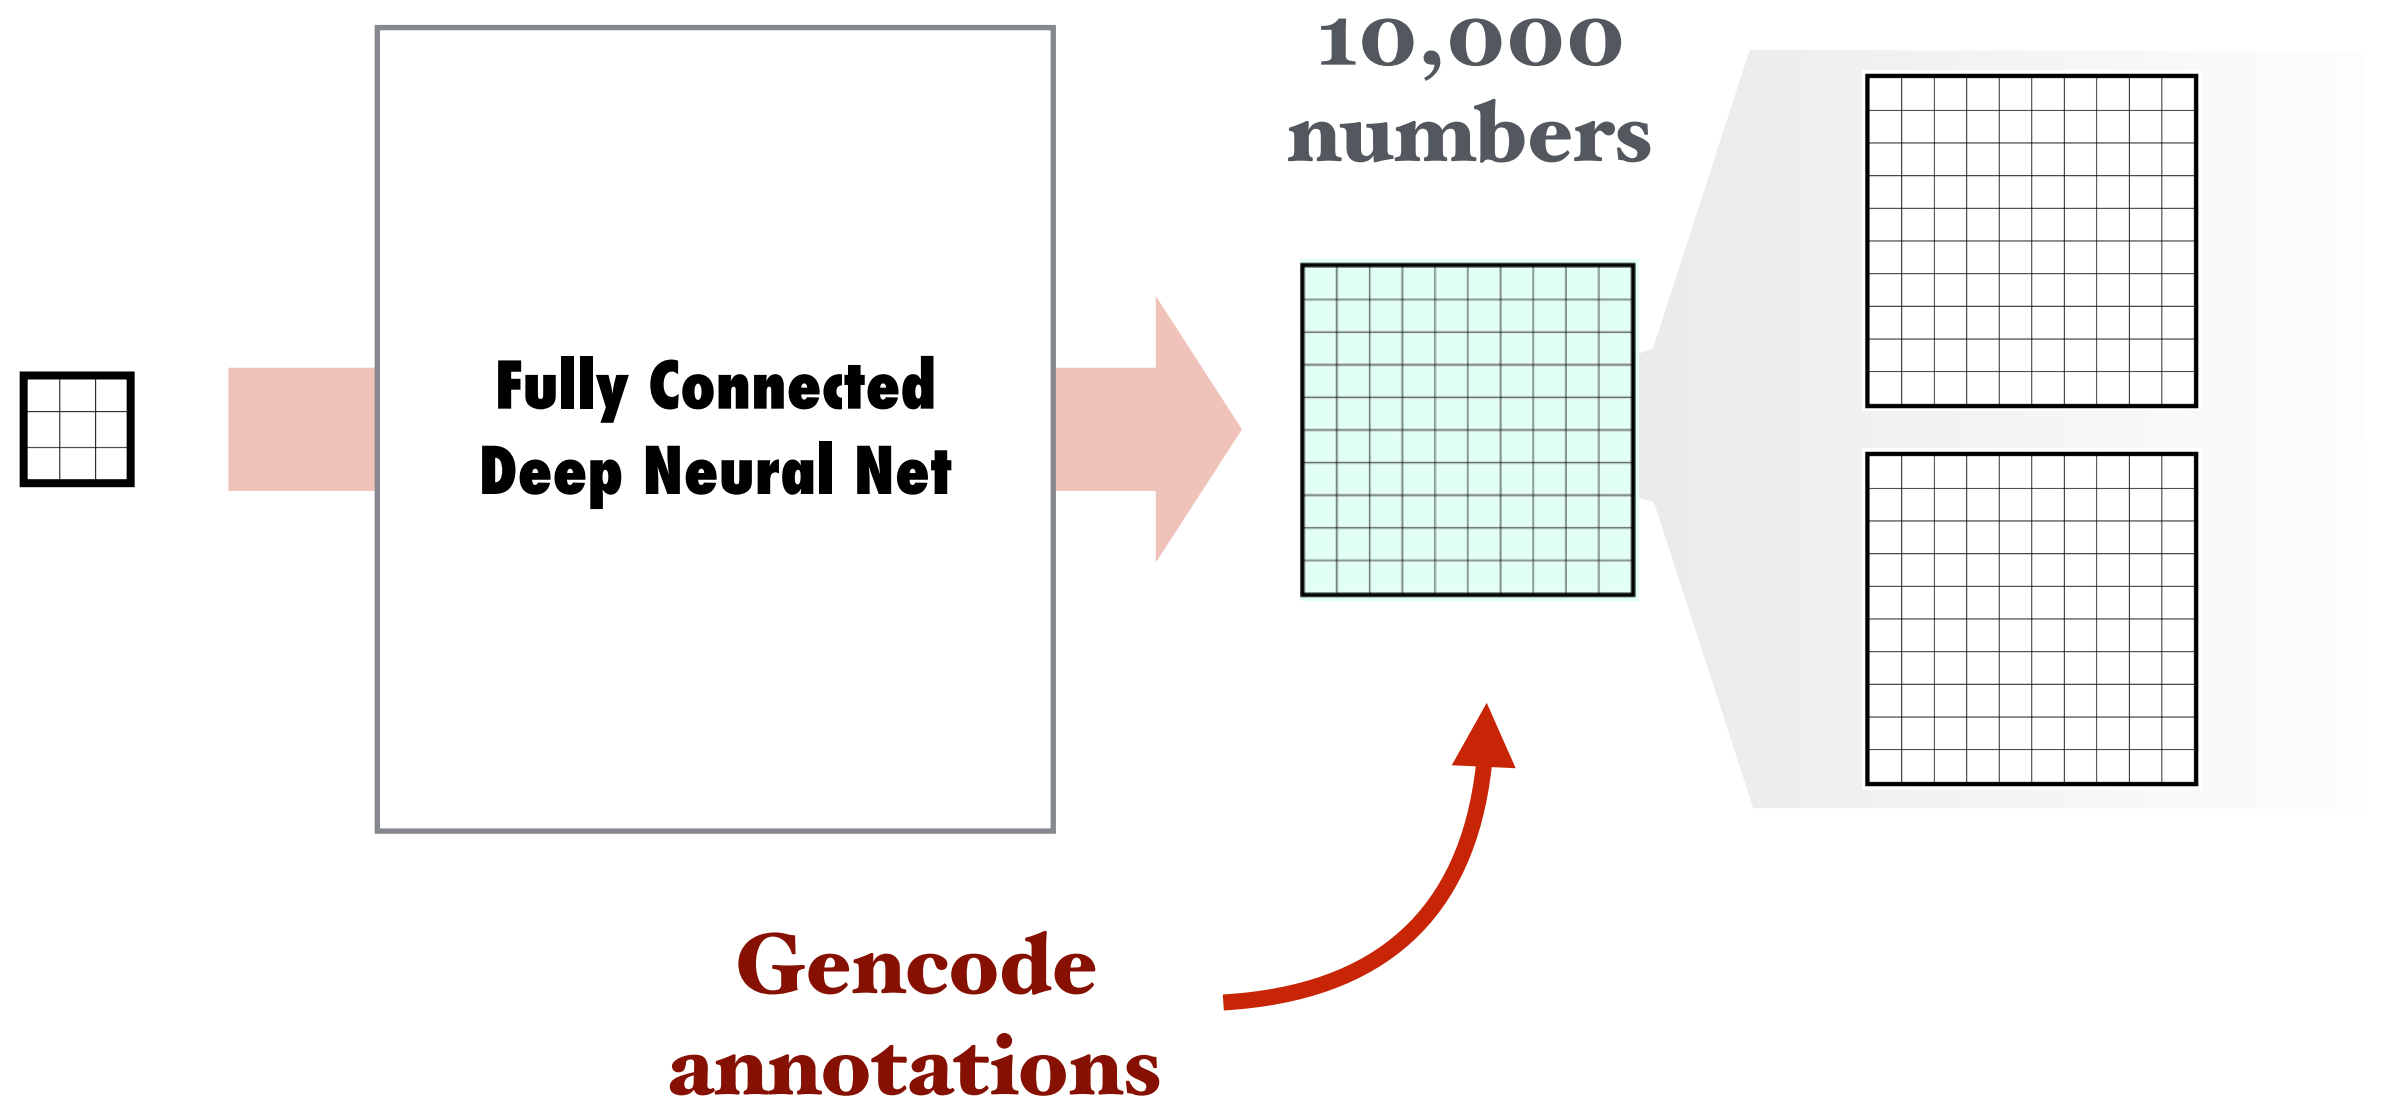 10,000
numbers
Fully Connected
Deep Neural Net
Gencode
annotations